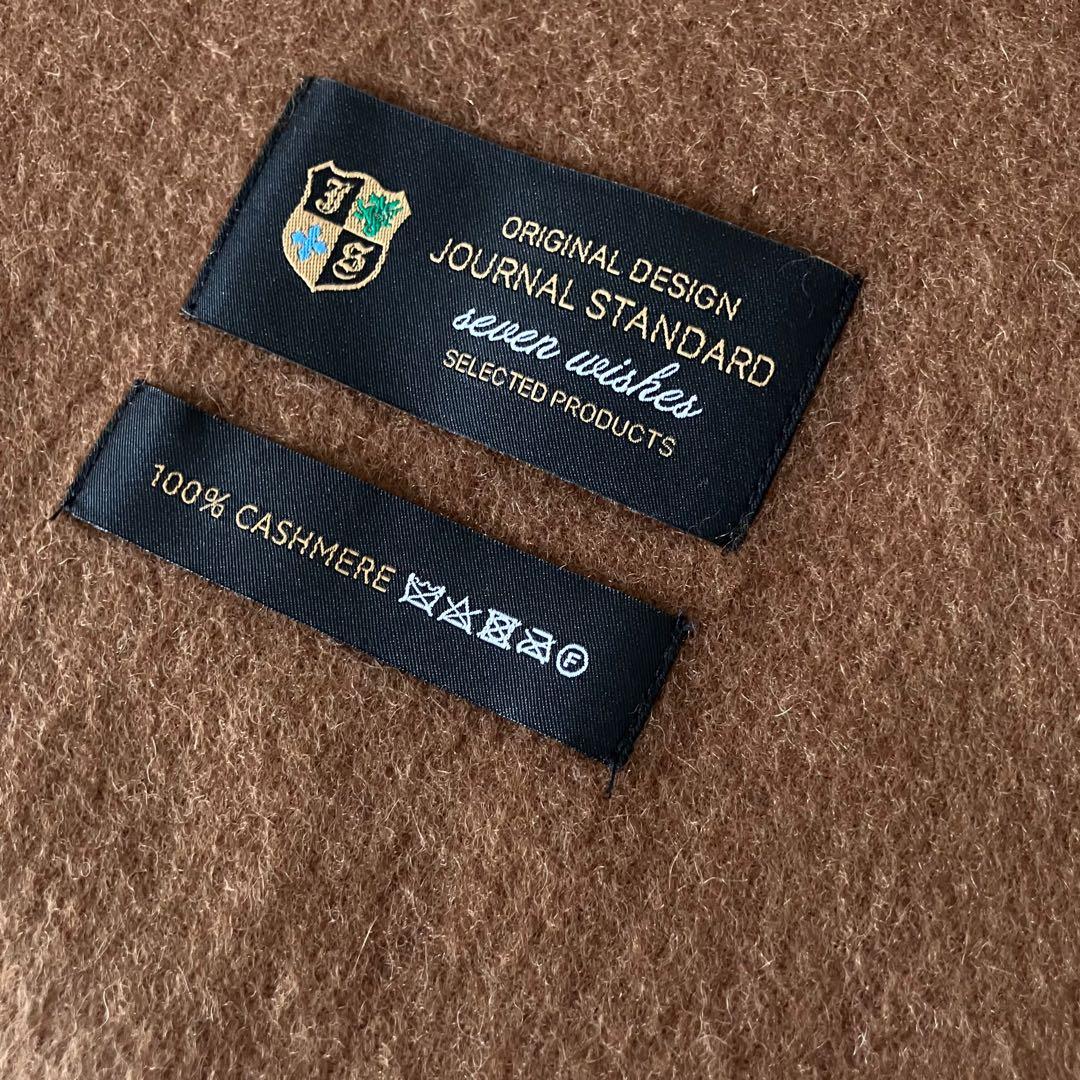 J
S
ORIGINAL DESIGN
JOURNAL STANDARD
seven wishes
SELECTED PRODUCTS
100% CASHMERE
F